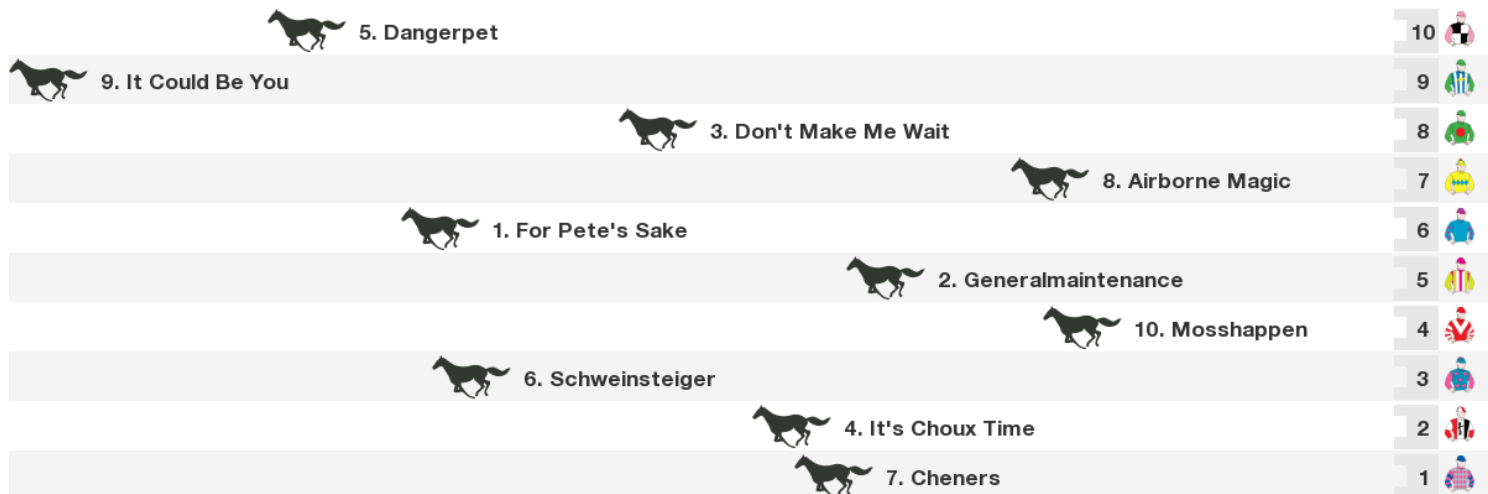 5. Dangerpet 10
9. It Could Be You 9
3. Don't Make Me Wait 8
8. Airborne Magic 7
1. For Pete's Sake 6
2. Generalmaintenance 5
10. Mosshappen 4
6. Schweinsteiger 3
4. It's Choux Time 2
7. Cheners 1